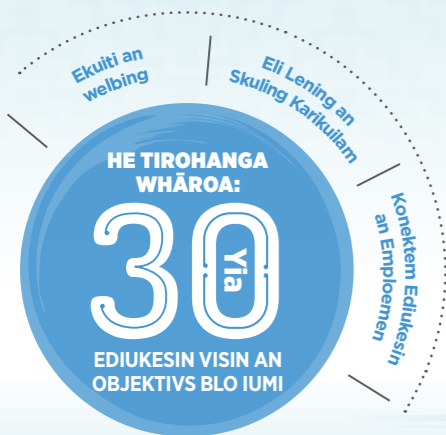 Ekuiti an
welbing
Eli Lening an
Skuling Karikuilam
Konektem Ediukesin
an Emploemen
HE TIROHANGA
WHĀROA:
30
Yia
EDIUKESIN VISIN AN
OBJEKTIVS BLO IUMI